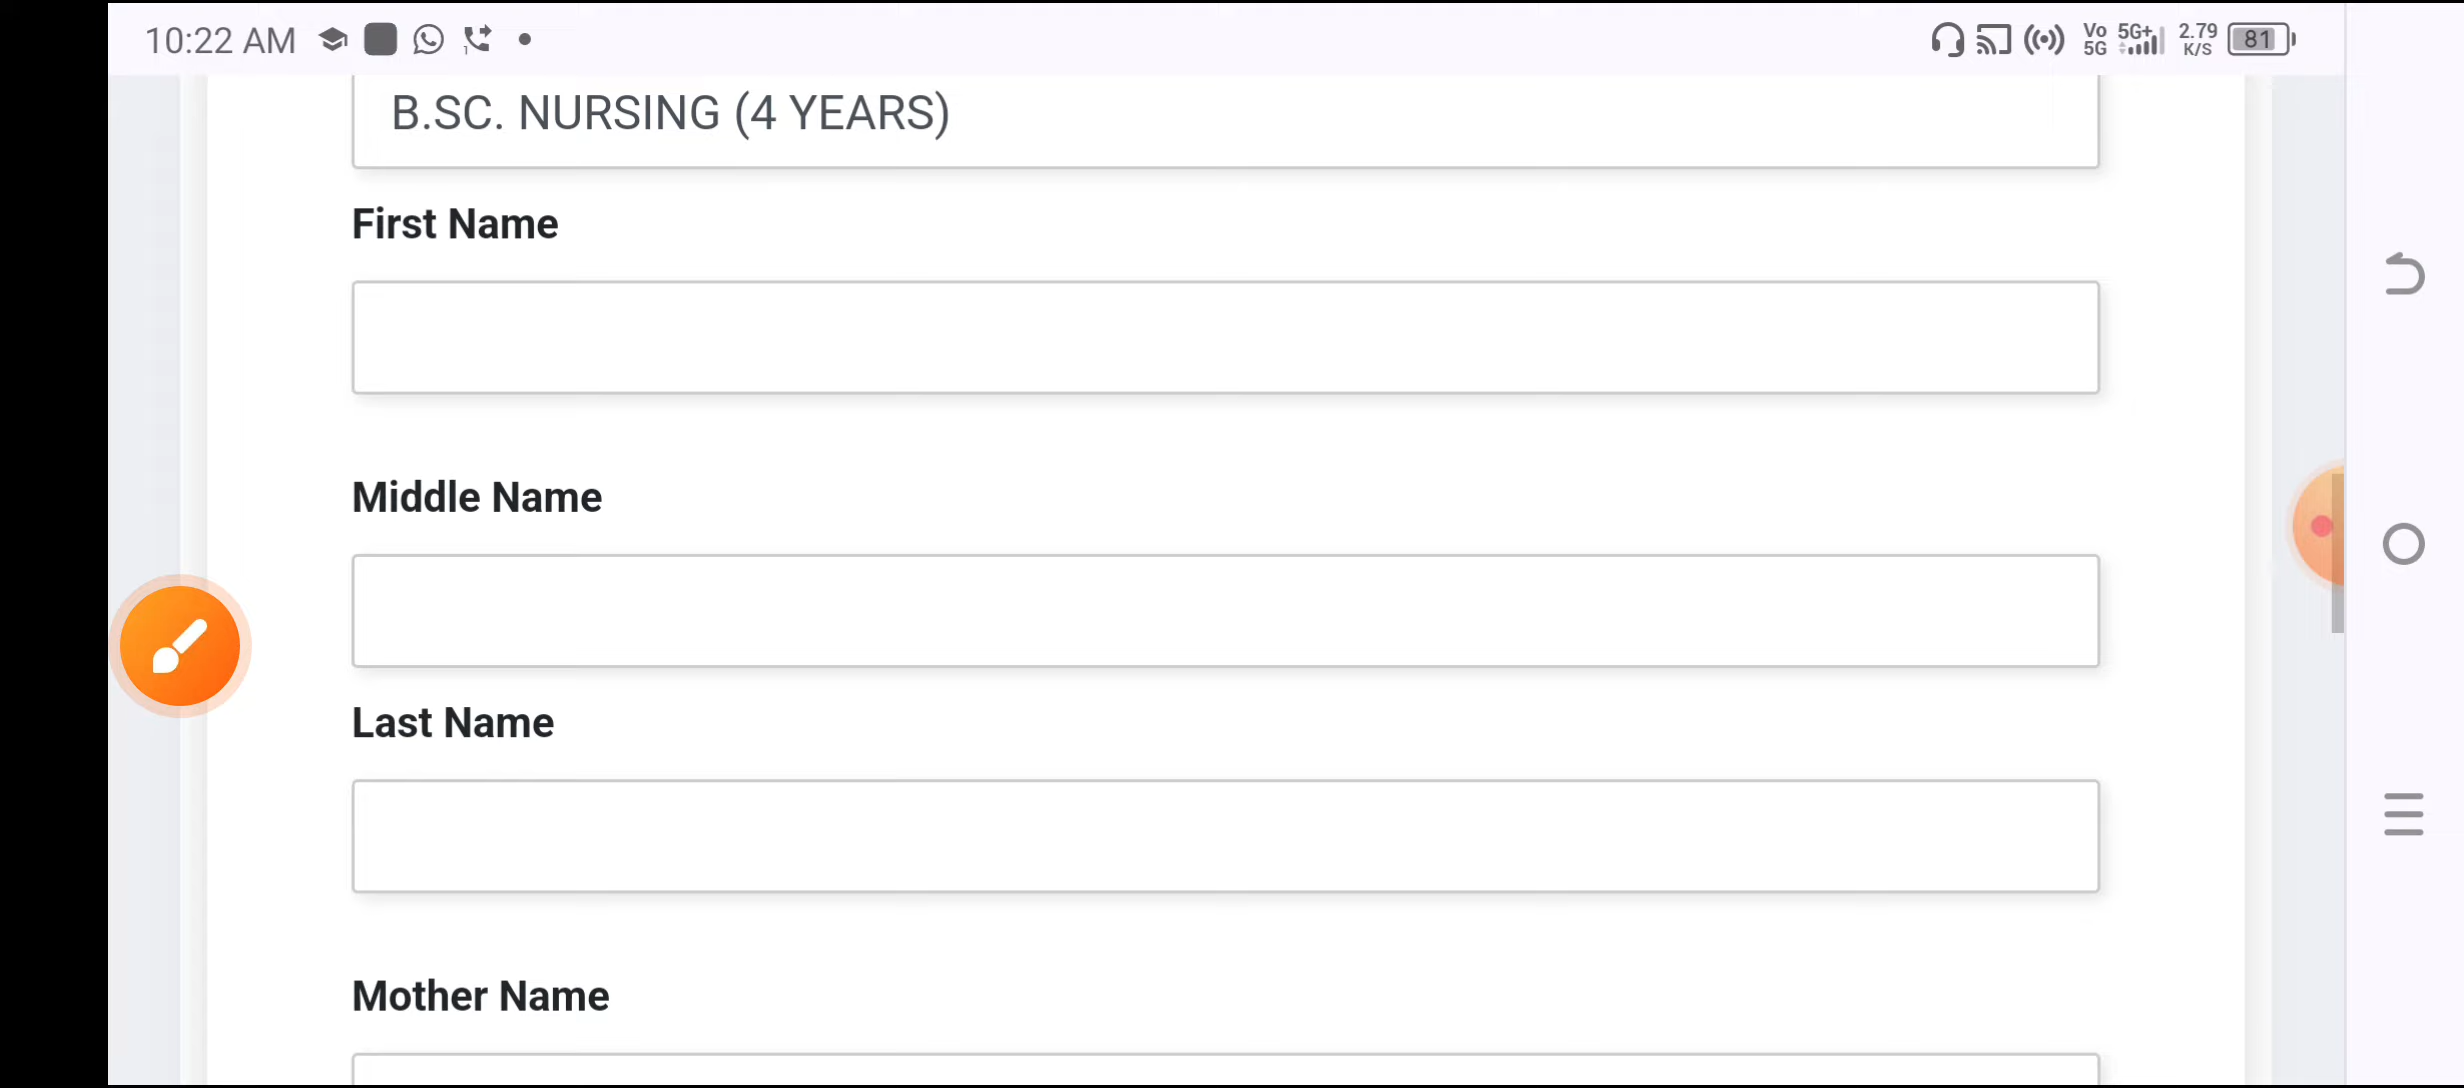 10:22 AM
1
Vo 5G
5G+
2.79 K/S
81
B.SC. NURSING (4 YEARS)
First Name
Middle Name
Last Name
Mother Name